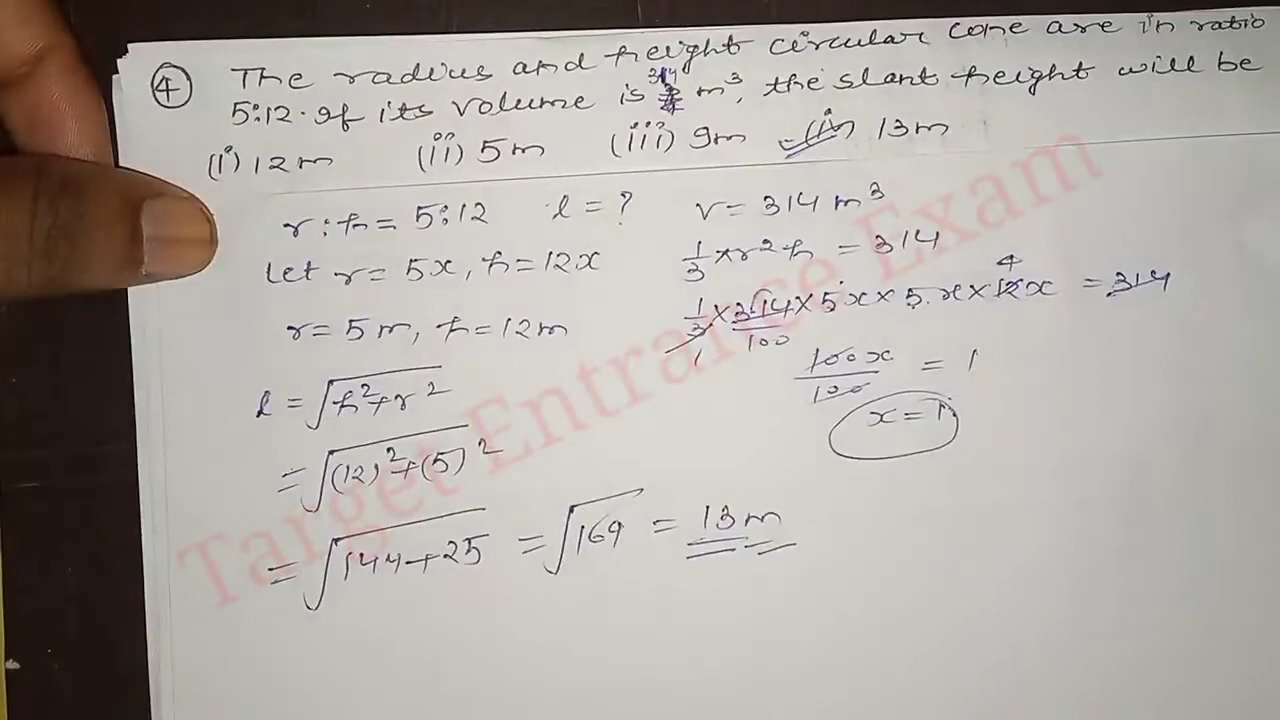 ④ The radius and height circular cone are in ratio
5:12. If its volume is 314 m³, the slant height will be
(i) 12m (ii) 5m (iii) 9m (iv) 13m
r:h = 5:12 l = ? V = 314 m³
Let r = 5x, h = 12x 1/3 πr²h = 314
1/3 × 314/100 × 5x × 5x × 12x = 314
4
1
r = 5m, h = 12m
100x/100 = 1
l = √h²+r²
x = 1
= √(12)²+(5)²
= √144+25 = √169 = 13m
Target Entrance Exam